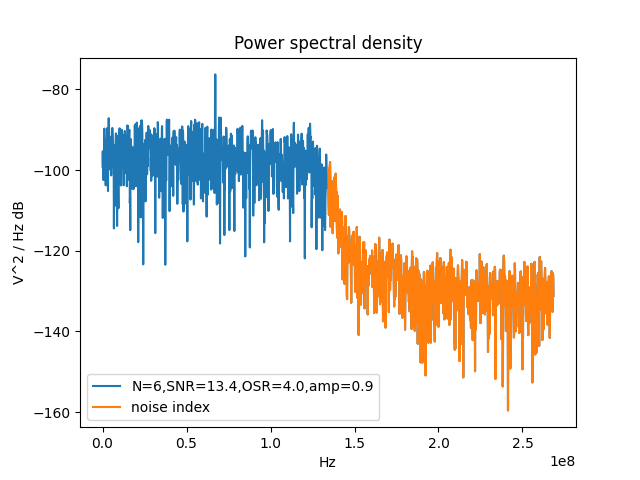 Power spectral density
V^2 / Hz dB
−80
−100
−120
−140
−160
N=6,SNR=13.4,OSR=4.0,amp=0.9
noise index
0.0 0.5 1.0 1.5 2.0 2.5
1e8
Hz